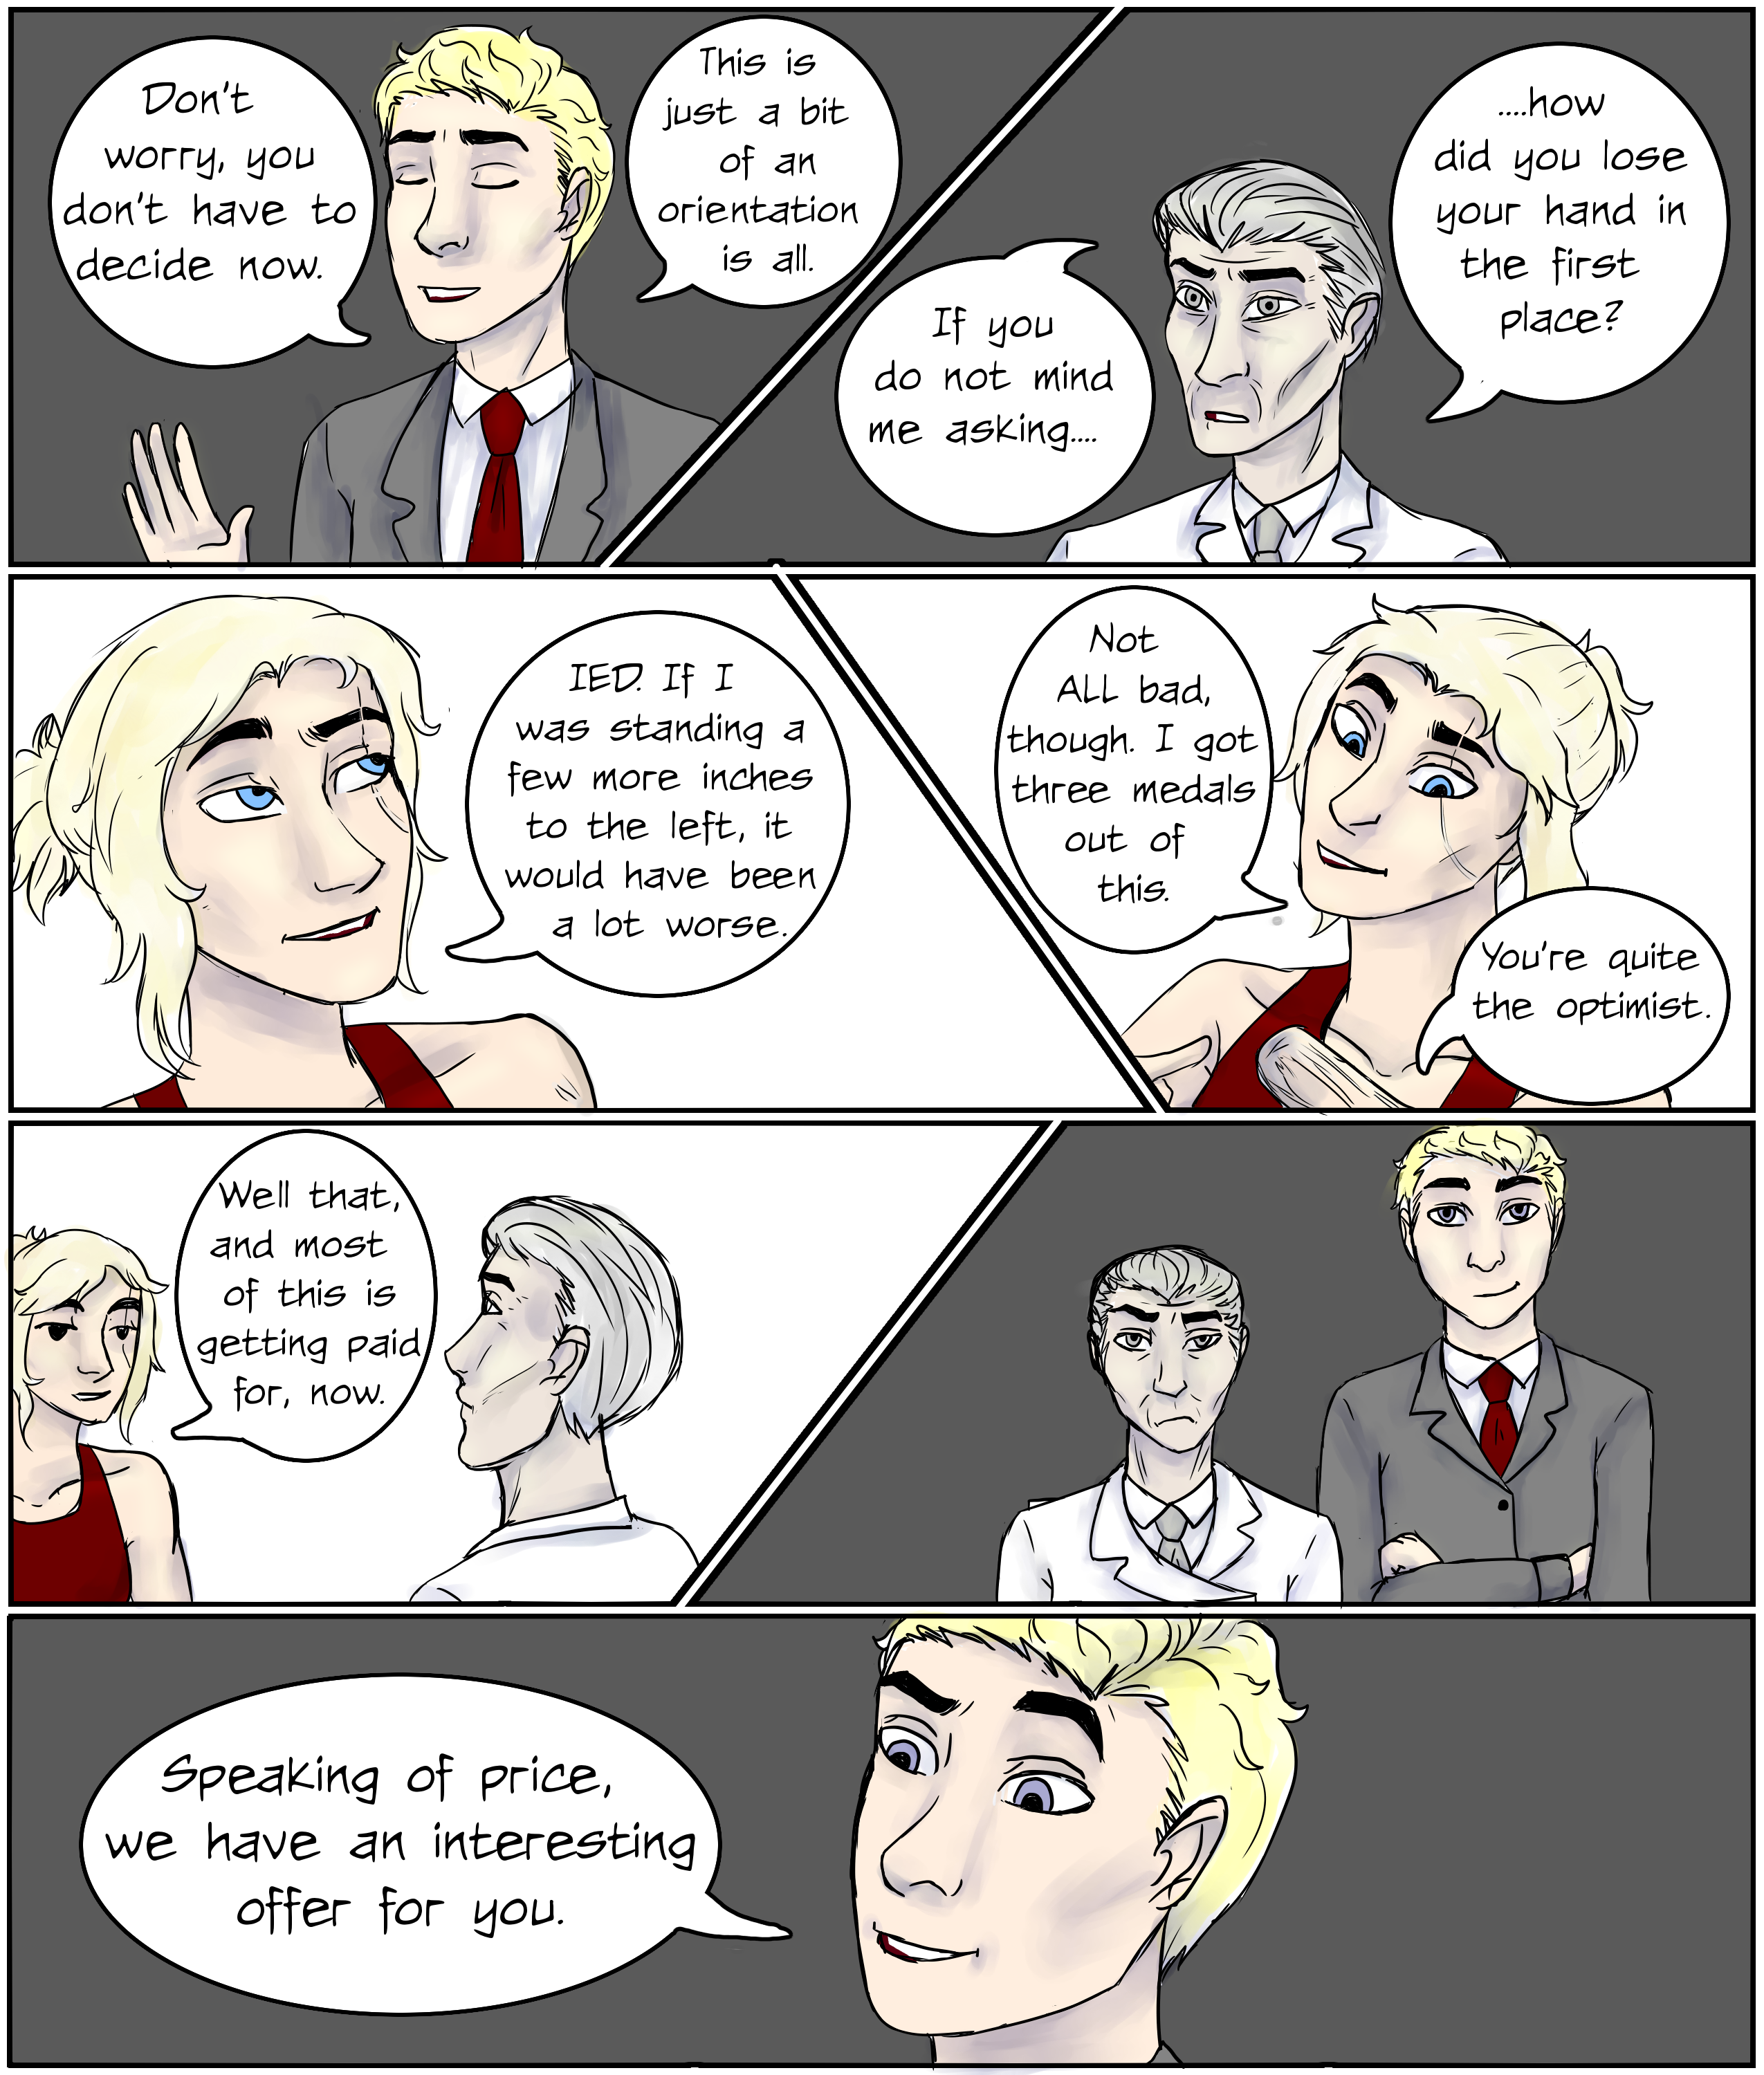 Don't
worry, you
don't have to
decide now.
This is
just a bit
of an
orientation
is all.
If you
do not mind
me asking....
....how
did you lose
your hand in
the first
place?
IED. If I
was standing a
few more inches
to the left, it
would have been
a lot worse.
Not
ALL bad,
though. I got
three medals
out of
this.
You're quite
the optimist.
Well that,
and most
of this is
getting paid
for, now.
Speaking of price,
we have an interesting
offer for you.